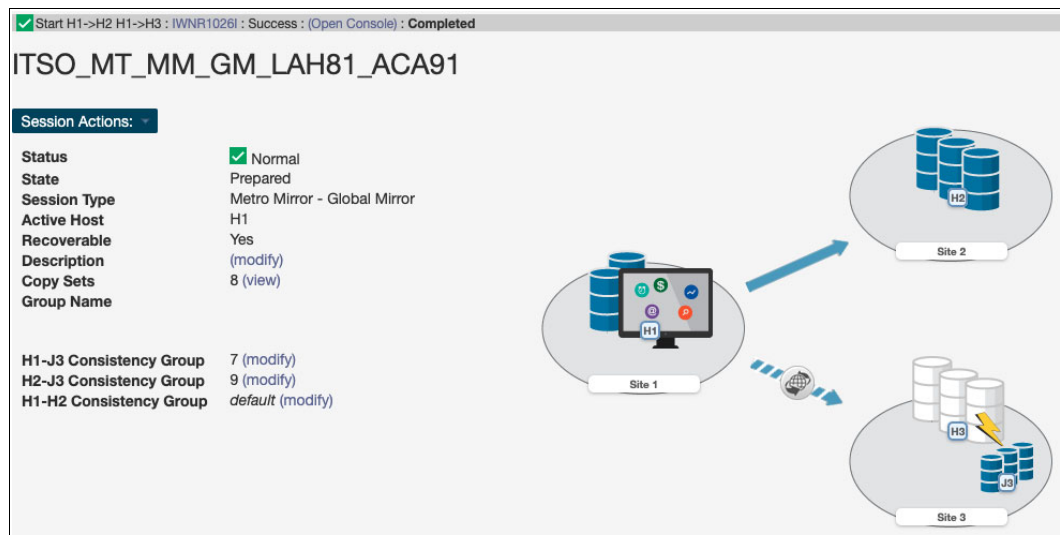 Start H1->H2 H1->H3 : IWNR1026I : Success : (Open Console) : Completed
ITSO_MT_MM_GM_LAH81_ACA91
Session Actions:
Status Normal
State Prepared
Session Type Metro Mirror - Global Mirror
Active Host H1
Recoverable Yes
Description (modify)
Copy Sets 8 (view)
Group Name
H1-J3 Consistency Group 7 (modify)
H2-J3 Consistency Group 9 (modify)
H1-H2 Consistency Group default (modify)
H2
Site 2
$
@
H1
Site 1
H3
J3
Site 3